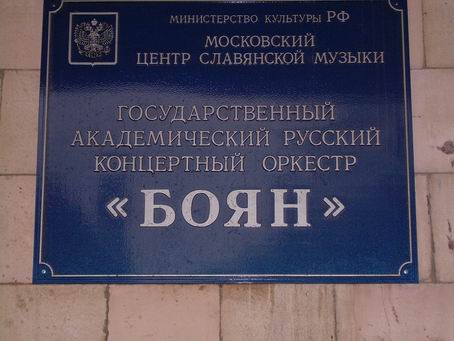 МИНИСТЕРСТВО КУЛЬТУРЫ РФ
МОСКОВСКИЙ
ЦЕНТР СЛАВЯНСКОЙ МУЗЫКИ
ГОСУДАРСТВЕННЫЙ
АКАДЕМИЧЕСКИЙ РУССКИЙ
КОНЦЕРТНЫЙ ОРКЕСТР
«БОЯН»